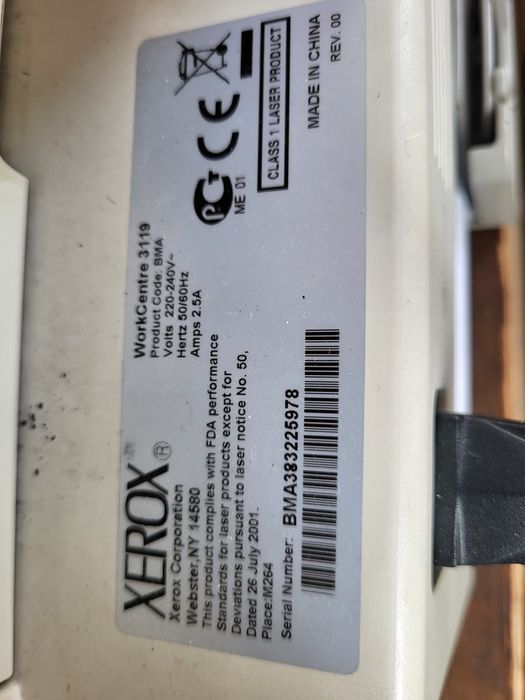 XEROX®
Xerox Corporation
Webster, NY 14580
This product complies with FDA performance
Standards for laser products except for
Deviations pursuant to laser notice No. 50,
Dated 26 July 2001.
Place:M264
Serial Number: BMA383225978
WorkCentre 3119
Product Code: BMA
Volts 220-240V~
Hertz 50/60Hz
Amps 2.5A
ME 01
CE
CLASS 1 LASER PRODUCT
MADE IN CHINA
REV. 00